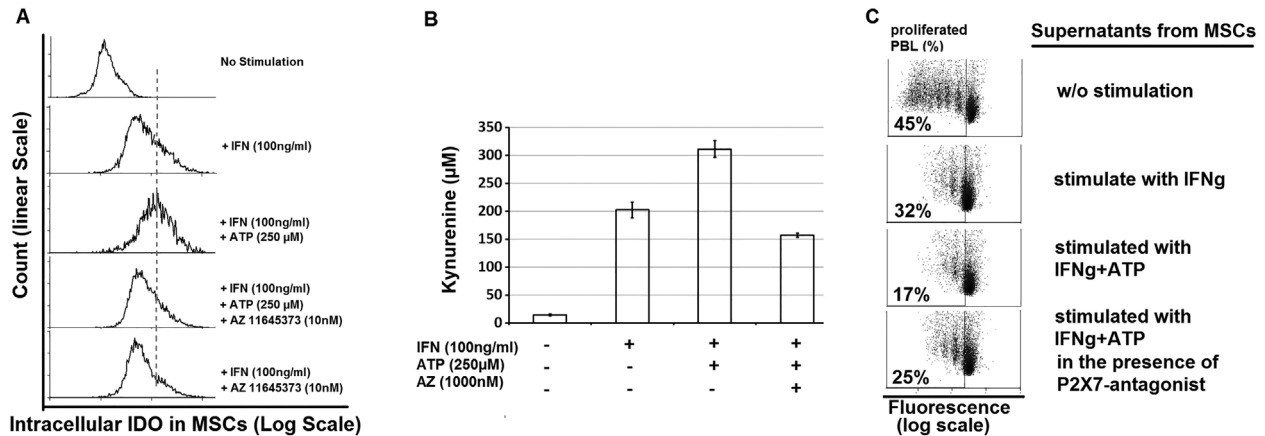 A
Count (linear Scale)
No Stimulation
+ IFN (100ng/ml)
+ IFN (100ng/ml)
+ ATP (250 µM)
+ IFN (100ng/ml)
+ ATP (250 µM)
+ AZ 11645373 (10nM)
+ IFN (100ng/ml)
+ AZ 11645373 (10nM)
Intracellular IDO in MSCs (Log Scale)
B
Kynurenine (µM)
350
300
250
200
150
100
50
0
IFN (100ng/ml) - + + +
ATP (250µM) - - + +
AZ (1000nM) - - +
C
proliferated
PBL (%)
Supernatants from MSCs
45%
w/o stimulation
32%
stimulate with IFNg
17%
stimulated with
IFNg+ATP
25%
stimulated with
IFNg+ATP
in the presence of
P2X7-antagonist
Fluorescence
(log scale)